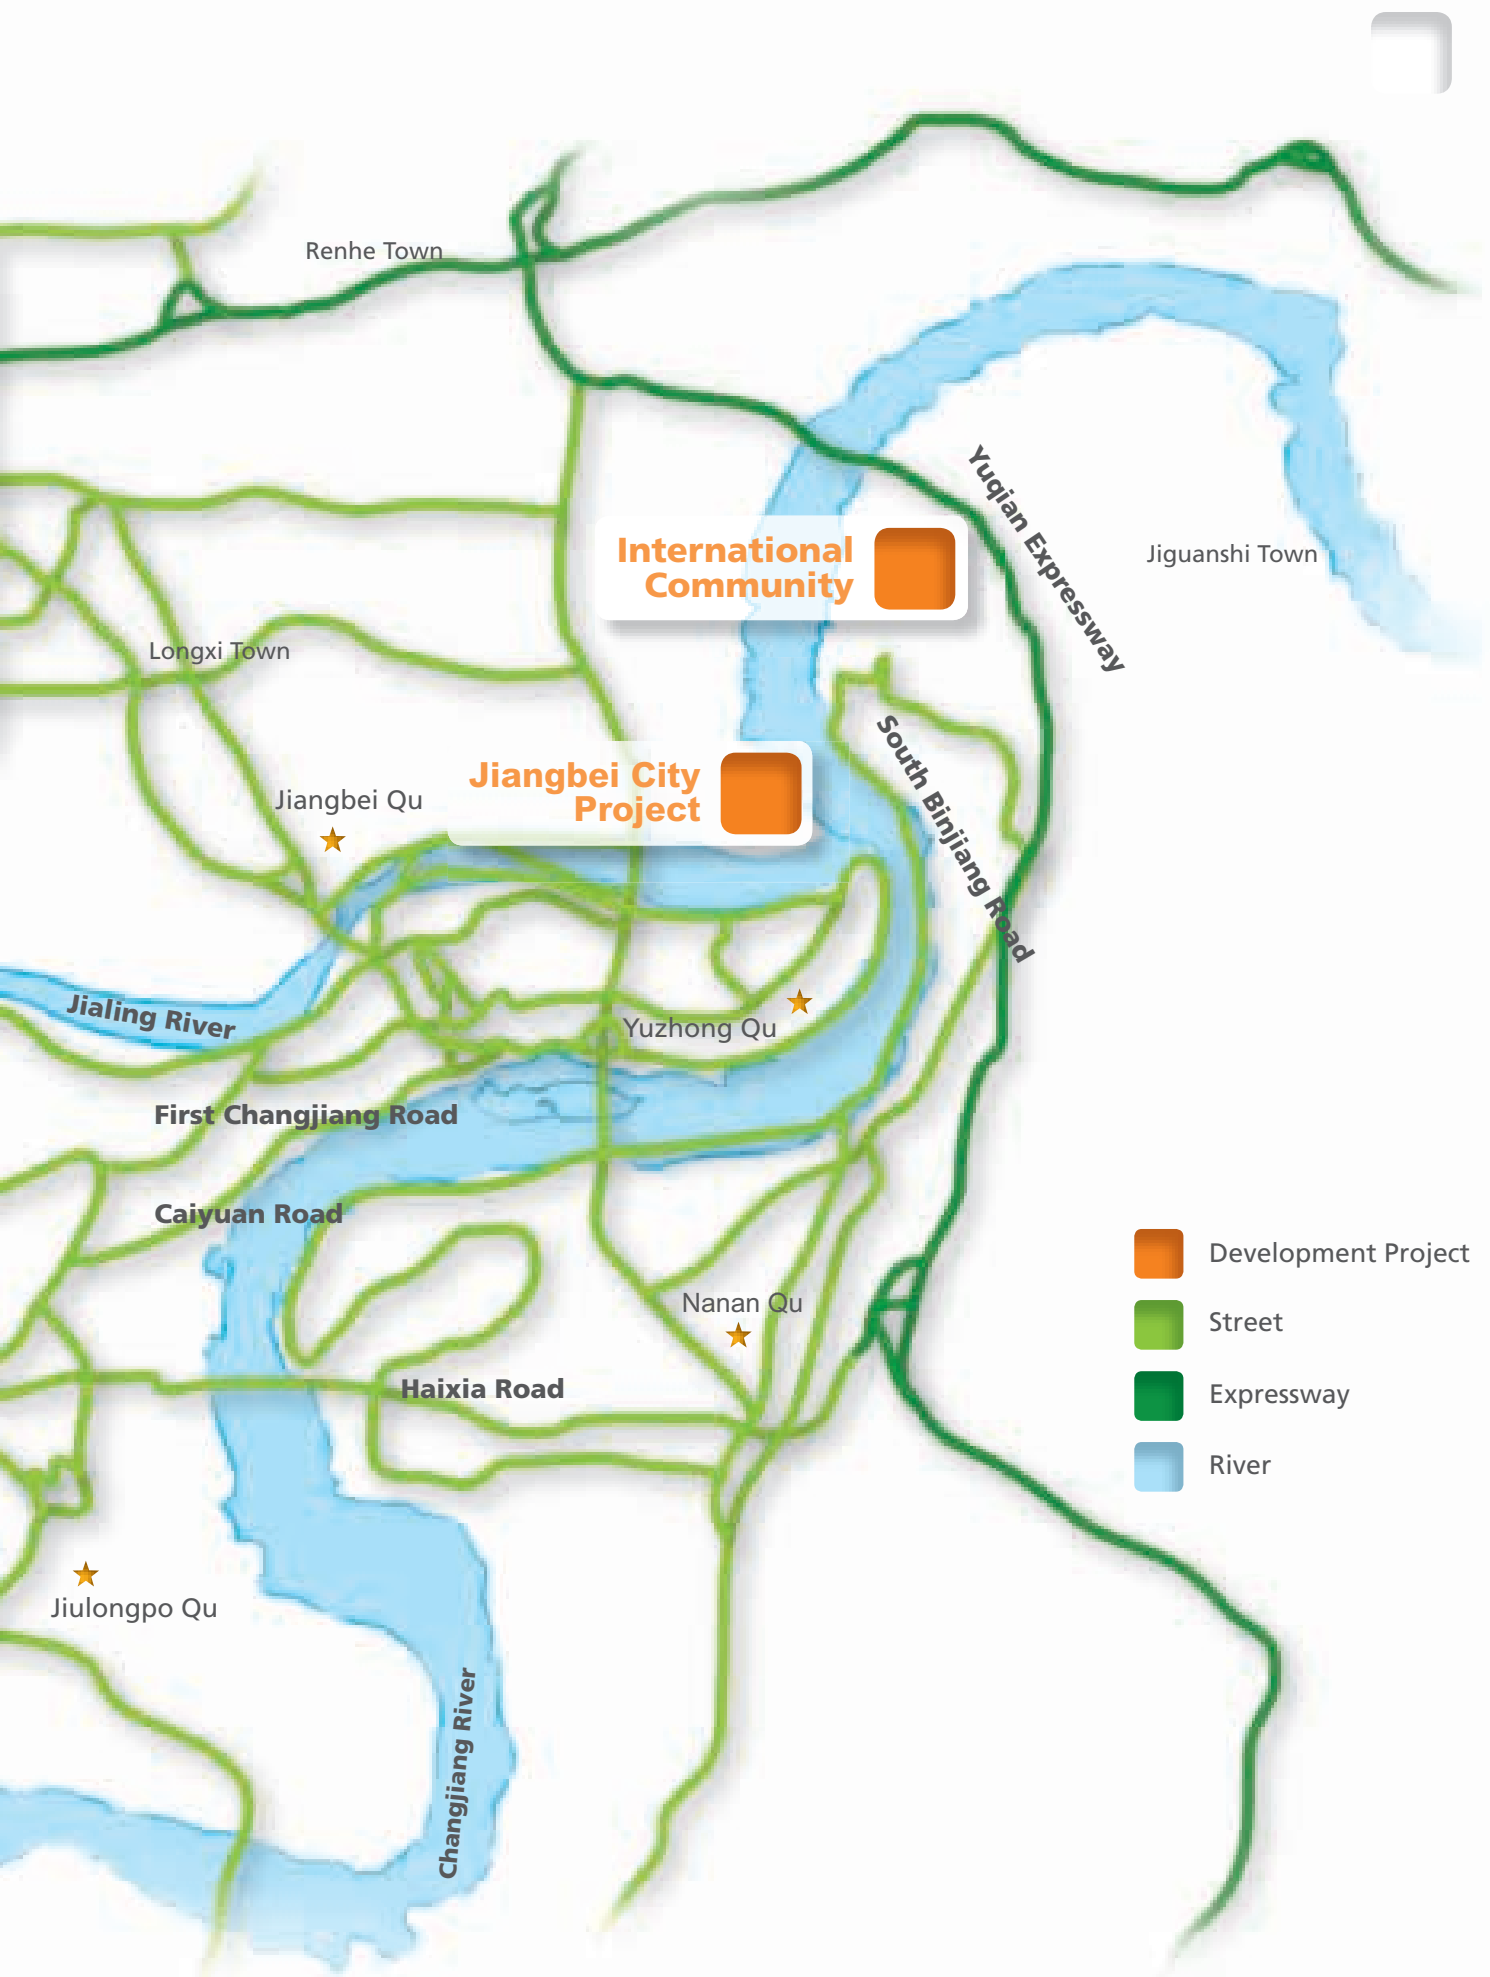 Renhe Town
Yuqian Expressway
International
Community
Jiguanshi Town
Longxi Town
South Binjiang Road
Jiangbei City
Project
Jiangbei Qu
Jialing River
Yuzhong Qu
First Changjiang Road
Caiyuan Road
Development Project
Nanan Qu
Street
Haixia Road
Expressway
River
Jiulongpo Qu
Changjiang River